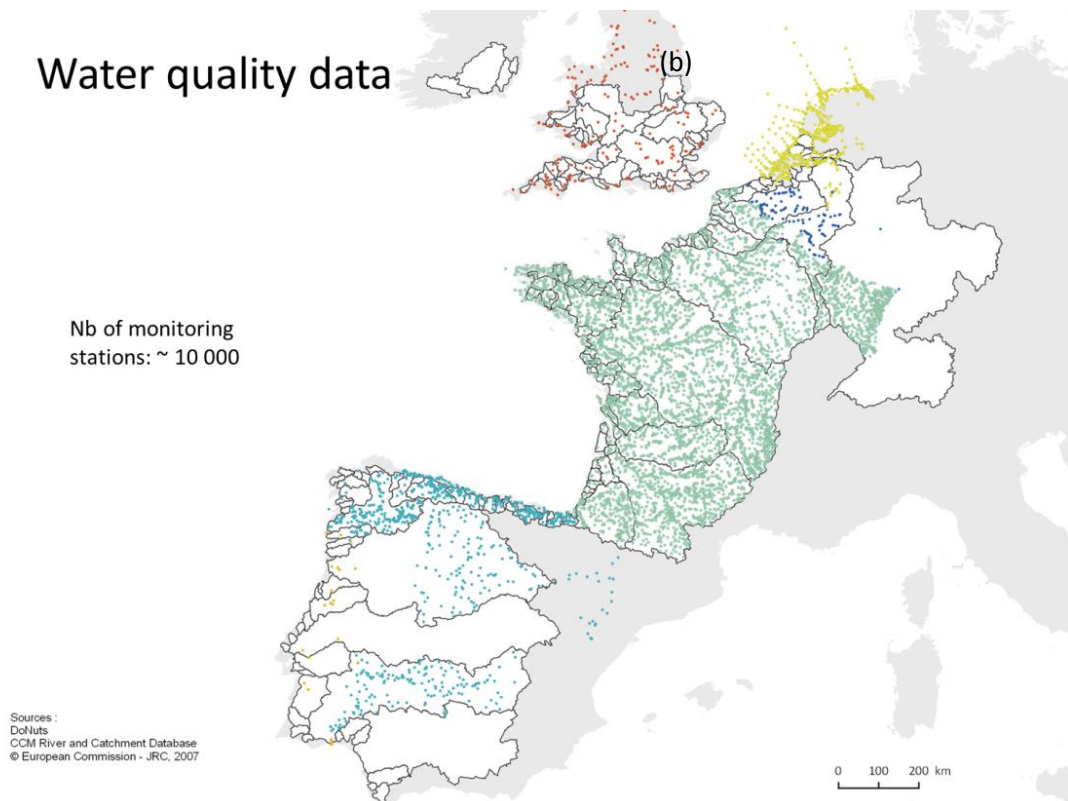 Water quality data
(b)
Nb of monitoring
stations: ~ 10 000
Sources :
DoNuts
CCM River and Catchment Database
© European Commission - JRC, 2007
0 100 200 km